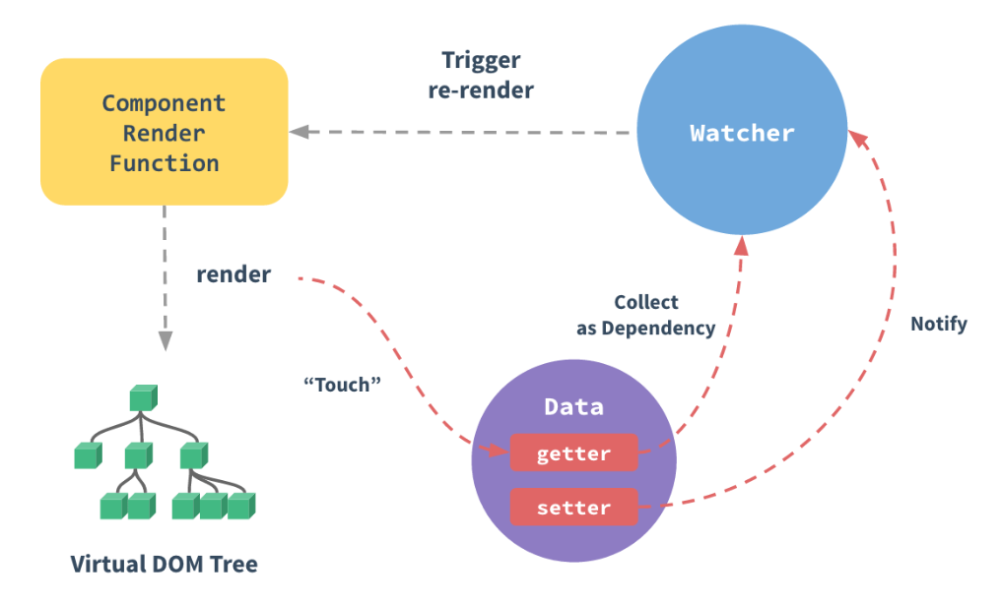 Trigger
re-render
Component
Render
Function
Watcher
render
Collect
as Dependency
Notify
“Touch”
Data
getter
setter
Virtual DOM Tree